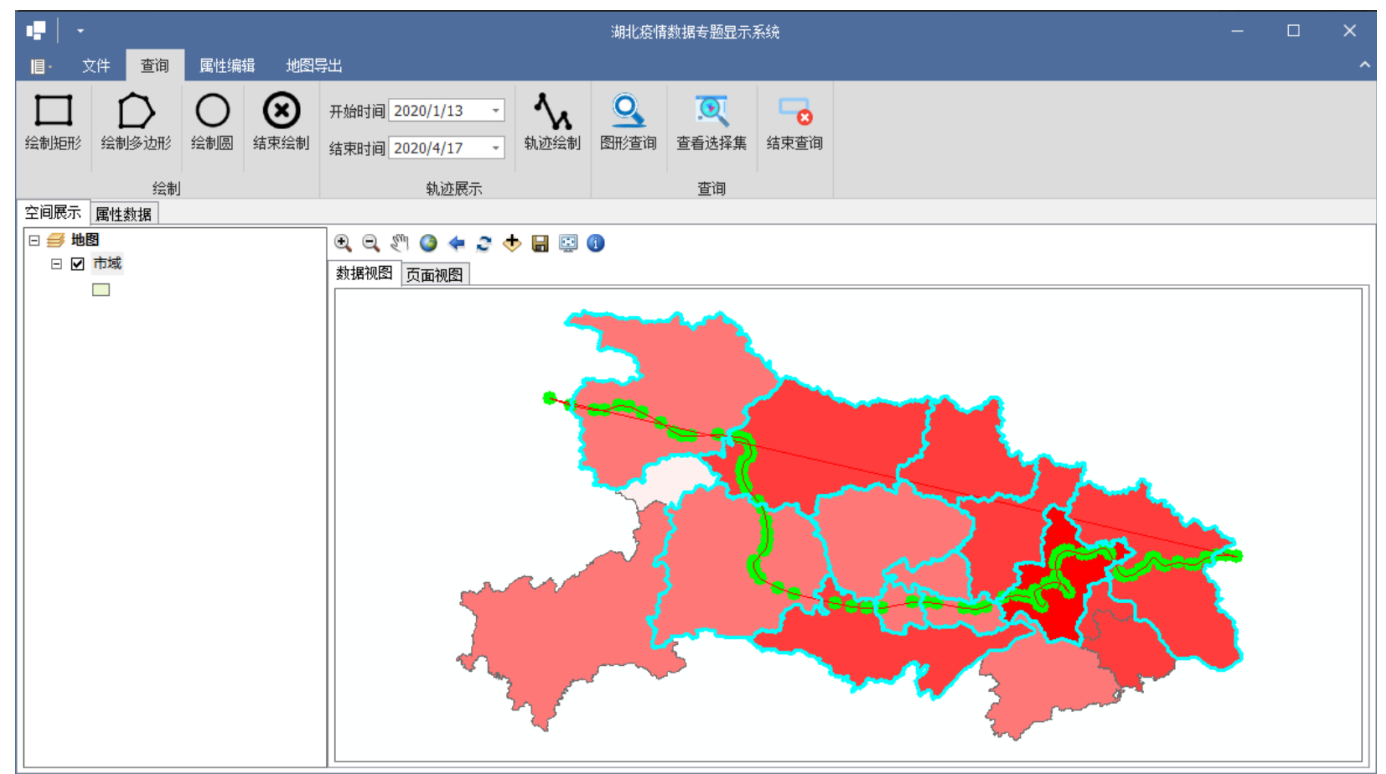 湖北疫情数据专题显示系统
文件 查询 属性编辑 地图导出
绘制矩形 绘制多边形 绘制圆 结束绘制
开始时间 2020/1/13
结束时间 2020/4/17
轨迹绘制 图形查询 查看选择集 结束查询
绘制 轨迹展示 查询
空间展示 属性数据
地图
市域
数据视图 页面视图